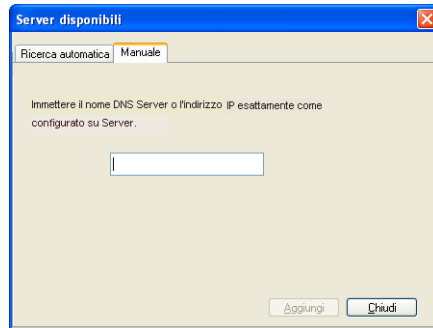 Server disponibili
Ricerca automatica Manuale
Immettere il nome DNS Server o l'indirizzo IP esattamente come
configurato su Server.
Aggiungi Chiudi